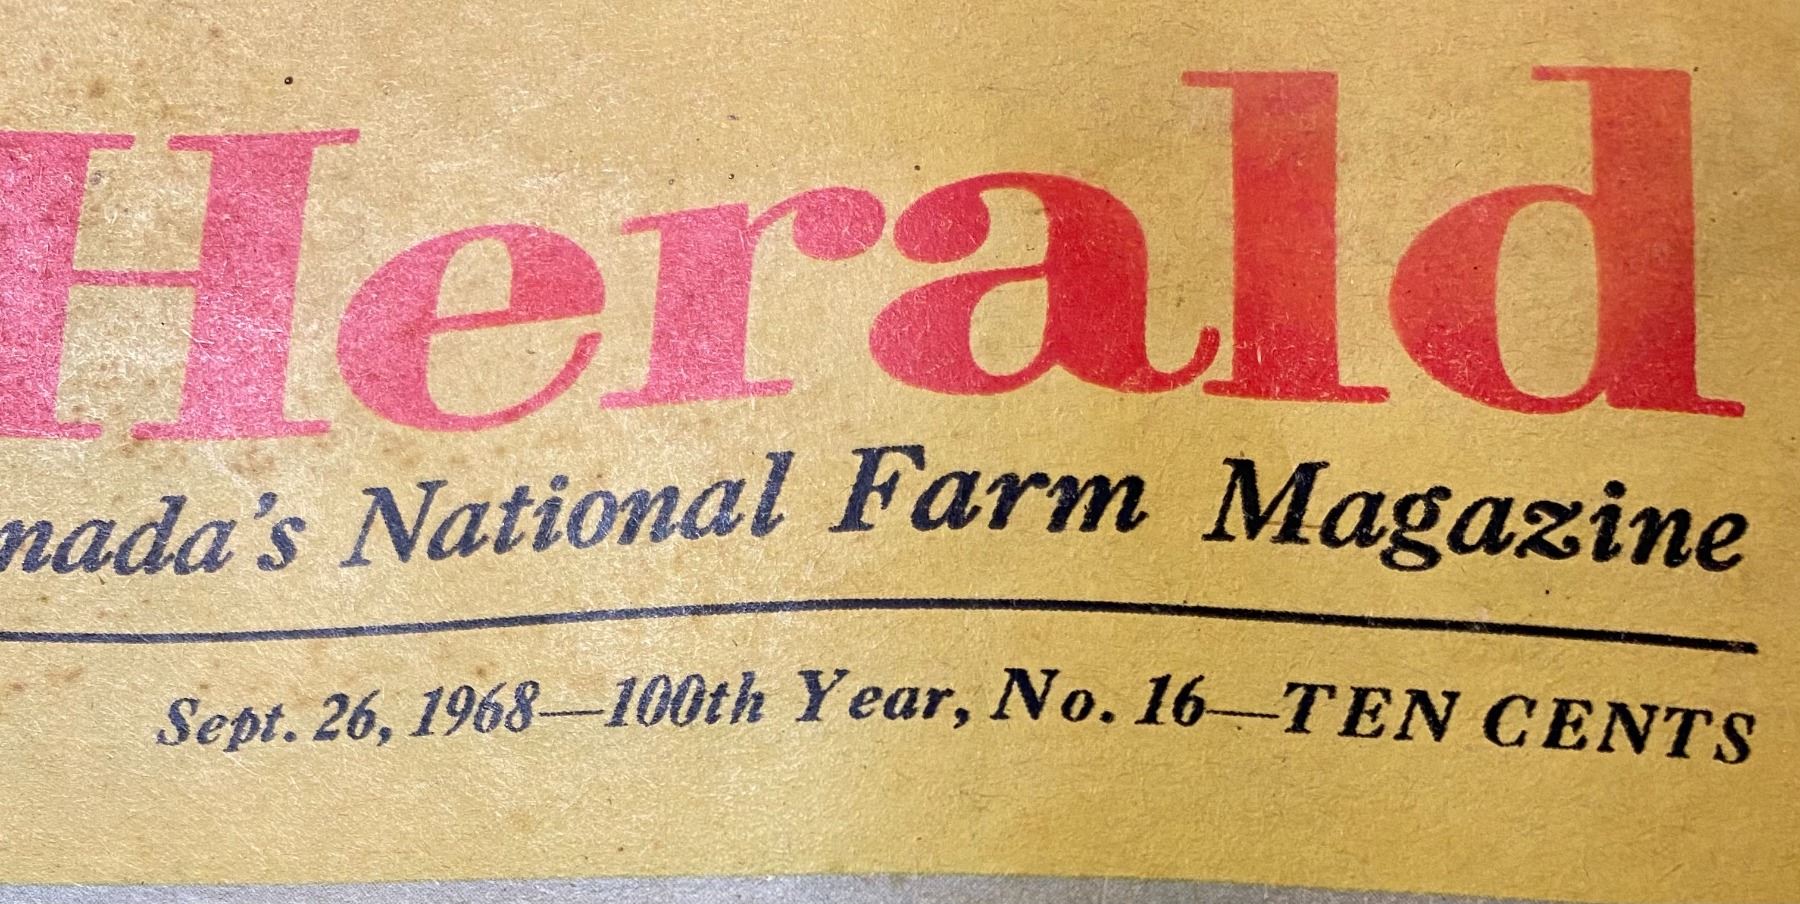 Herald
nada's National Farm Magazine
Sept. 26, 1968—100th Year, No. 16—TEN CENTS